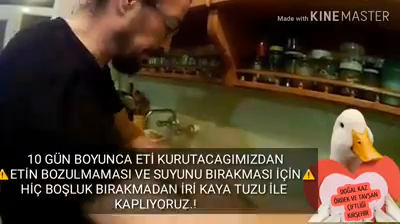 Made with KINEMASTER
10 GÜN BOYUNCA ETİ KURUTACAGIMIZDAN
⚠ETİN BOZULMAMASI VE SUYUNU BIRAKMASI İÇİN⚠
HİÇ BOŞLUK BIRAKMADAN İRİ KAYA TUZU İLE
KAPLIYORUZ.!
DOĞAL KAZ
ÖRDEK VE TAVŞAN
ÇİFTLİĞİ
KIRŞEHİR